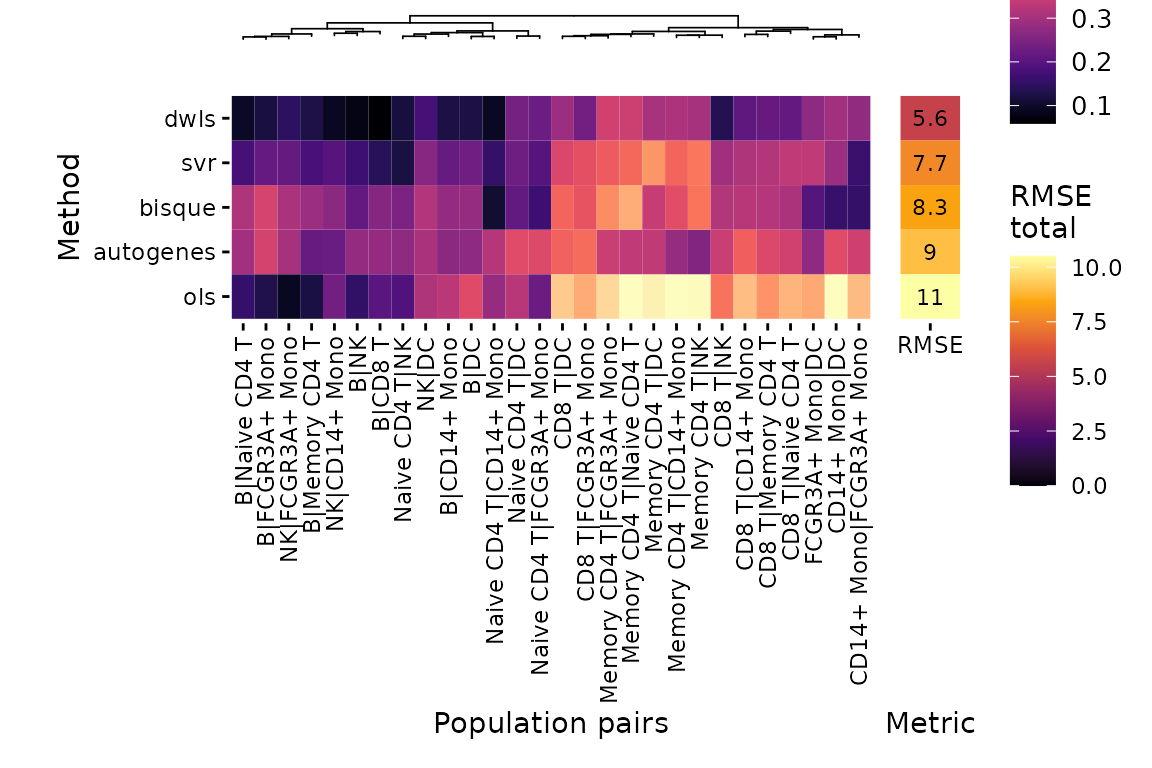 0.3
0.2
0.1
dwls
svr
bisque
autogenes
ols
Method
5.6
7.7
8.3
9
11
RMSE
RMSE
total
10.0
7.5
5.0
2.5
0.0
B|Naive CD4 T
B|FCGR3A+ Mono
NK|FCGR3A+ Mono
B|Memory CD4 T
NK|CD14+ Mono
B|NK
B|CD8 T
Naive CD4 T|NK
NK|DC
B|CD14+ Mono
B|DC
Naive CD4 T|CD14+ Mono
Naive CD4 T|DC
Naive CD4 T|FCGR3A+ Mono
CD8 T|DC
CD8 T|FCGR3A+ Mono
Memory CD4 T|FCGR3A+ Mono
Memory CD4 T|Naive CD4 T
Memory CD4 T|DC
Memory CD4 T|CD14+ Mono
Memory CD4 T|NK
CD8 T|NK
CD8 T|CD14+ Mono
CD8 T|Memory CD4 T
CD8 T|Naive CD4 T
FCGR3A+ Mono|DC
CD14+ Mono|DC
CD14+ Mono|FCGR3A+ Mono
Population pairs
Metric